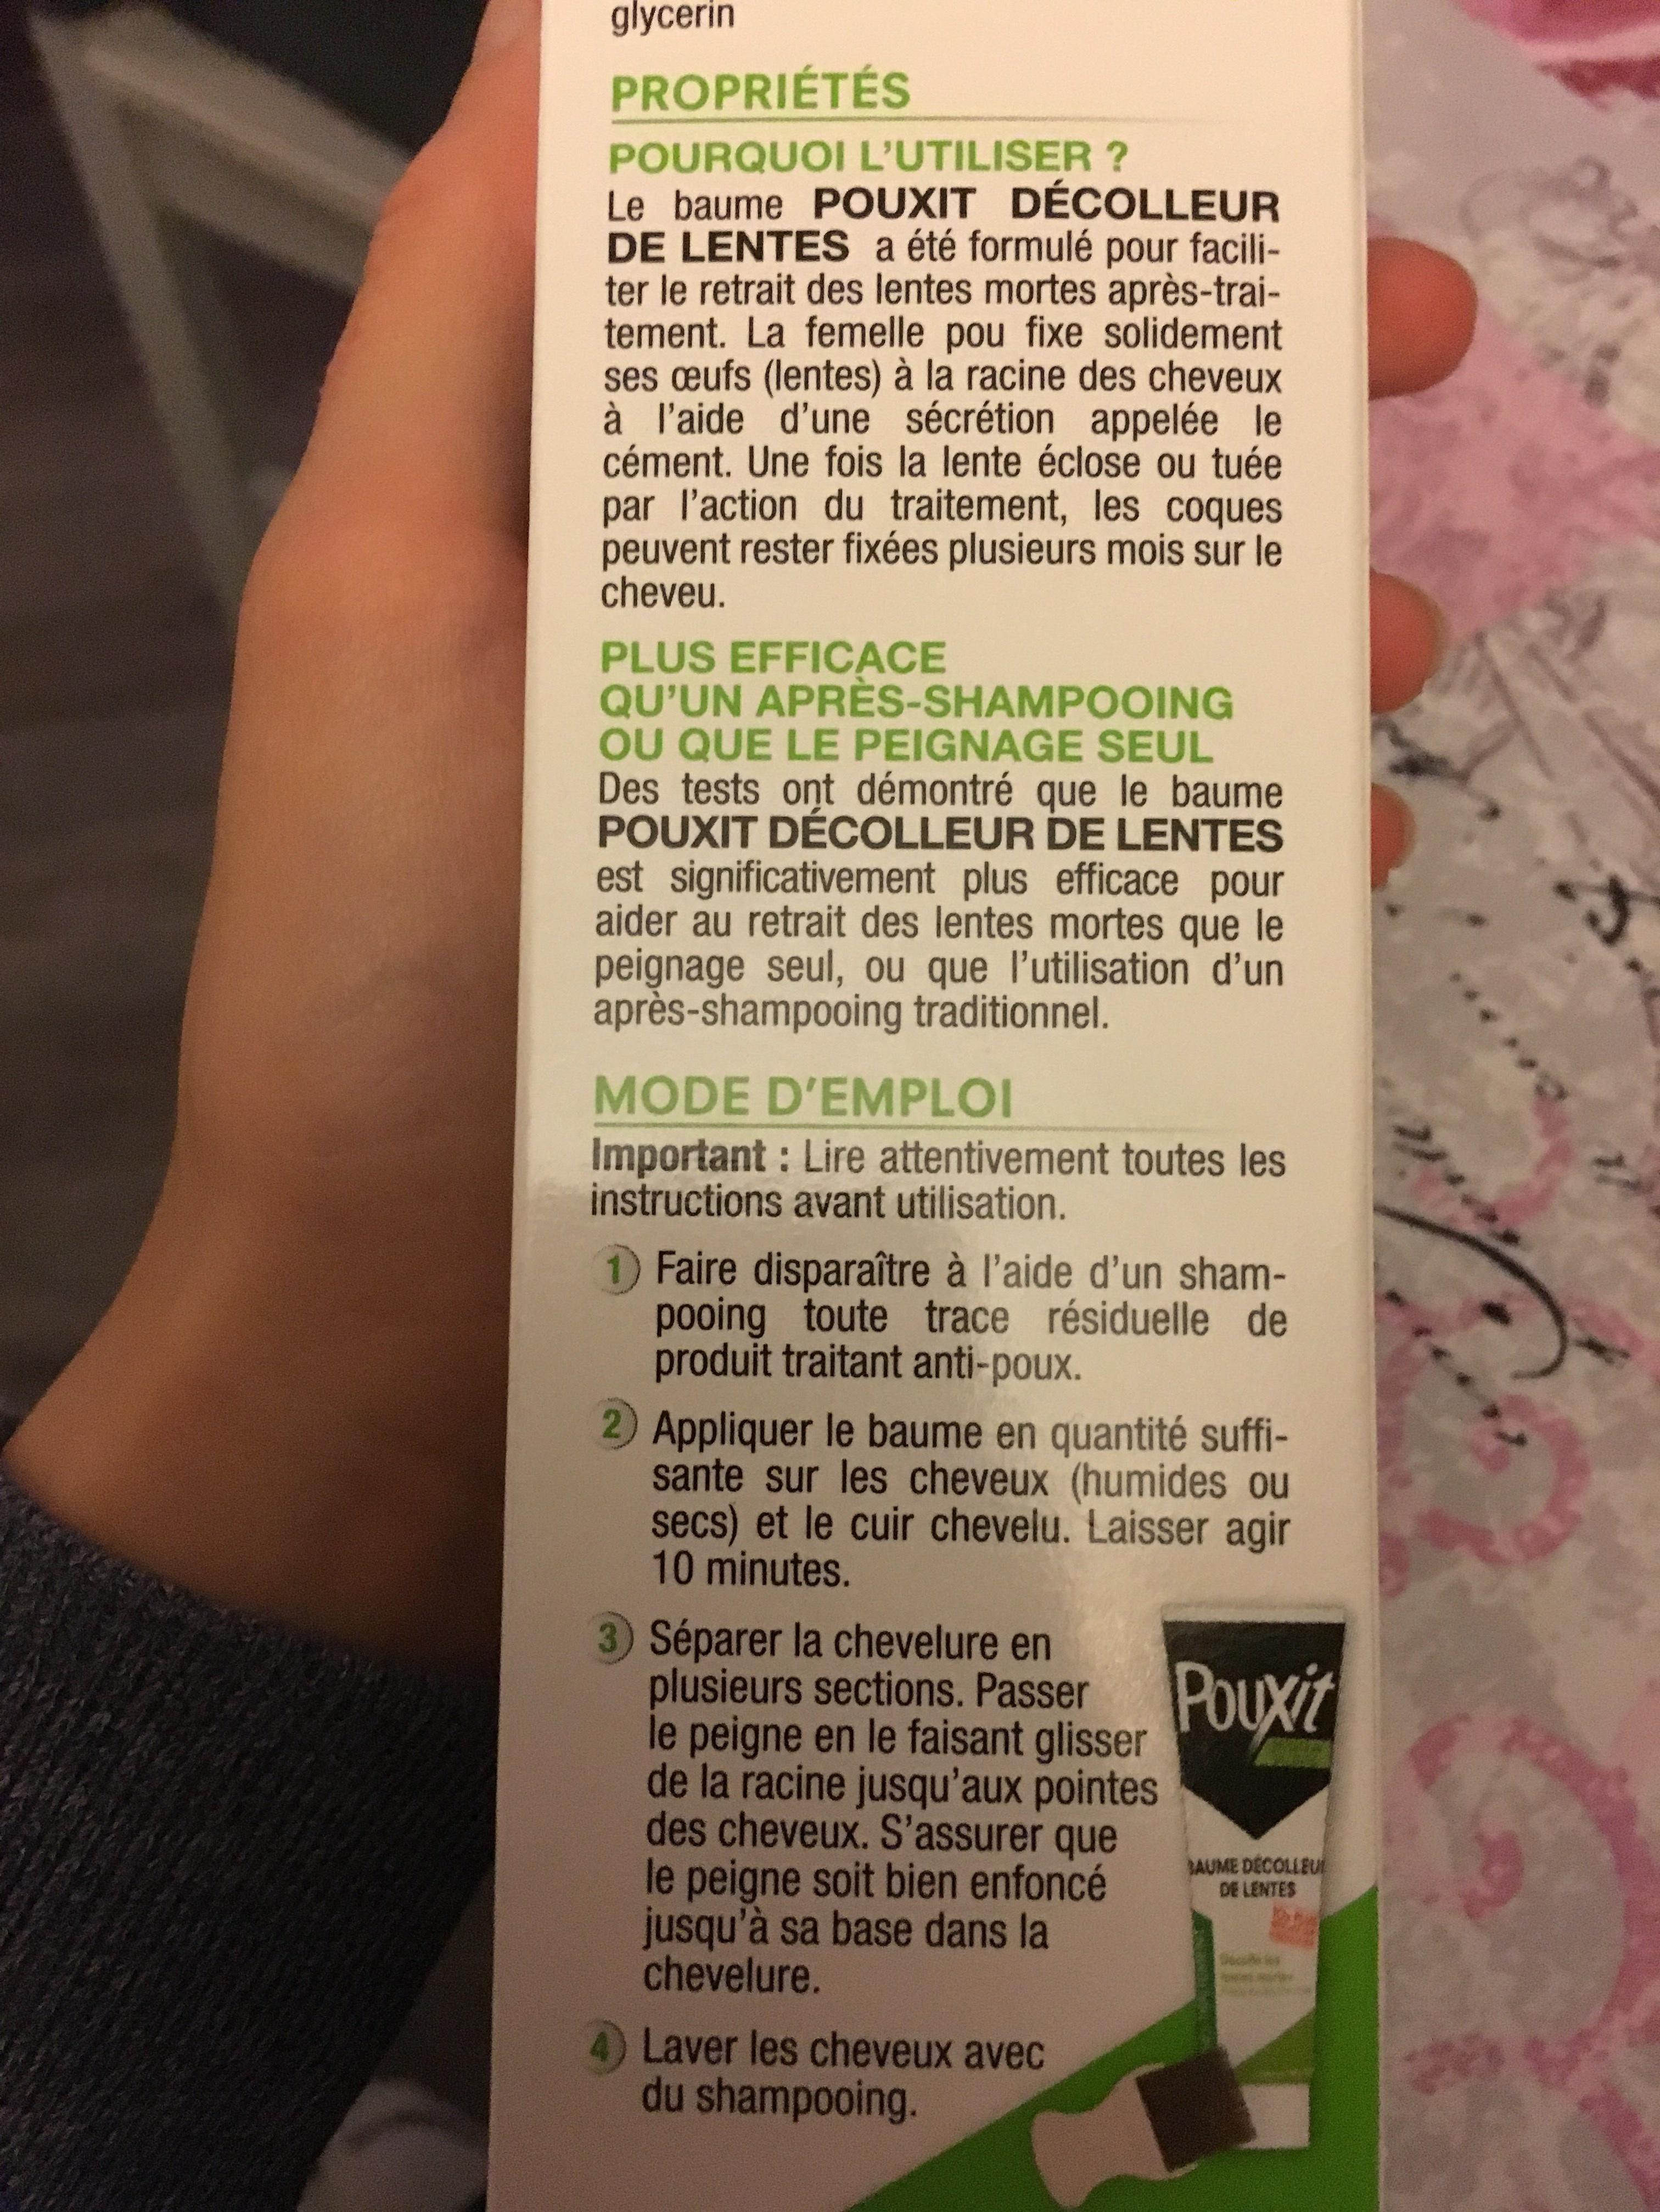 glycerin
PROPRIÉTÉS
POURQUOI L'UTILISER ?
Le baume POUXIT DÉCOLLEUR
DE LENTES a été formulé pour facili-
ter le retrait des lentes mortes après-trai-
tement. La femelle pou fixe solidement
ses œufs (lentes) à la racine des cheveux
à l'aide d'une sécrétion appelée le
cément. Une fois la lente éclose ou tuée
par l'action du traitement, les coques
peuvent rester fixées plusieurs mois sur le
cheveu.
PLUS EFFICACE
QU'UN APRÈS-SHAMPOOING
OU QUE LE PEIGNAGE SEUL
Des tests ont démontré que le baume
POUXIT DÉCOLLEUR DE LENTES
est significativement plus efficace pour
aider au retrait des lentes mortes que le
peignage seul, ou que l'utilisation d'un
après-shampooing traditionnel.
MODE D'EMPLOI
Important : Lire attentivement toutes les
instructions avant utilisation.
1 Faire disparaître à l'aide d'un sham-
pooing toute trace résiduelle de
produit traitant anti-poux.
2 Appliquer le baume en quantité suffi-
sante sur les cheveux (humides ou
secs) et le cuir chevelu. Laisser agir
10 minutes.
3 Séparer la chevelure en
plusieurs sections. Passer
le peigne en le faisant glisser
de la racine jusqu'aux pointes
des cheveux. S'assurer que
le peigne soit bien enfoncé
jusqu'à sa base dans la
chevelure.
4 Laver les cheveux avec
du shampooing.
Pouxit
BAUME DÉCOLLEUR
DE LENTES